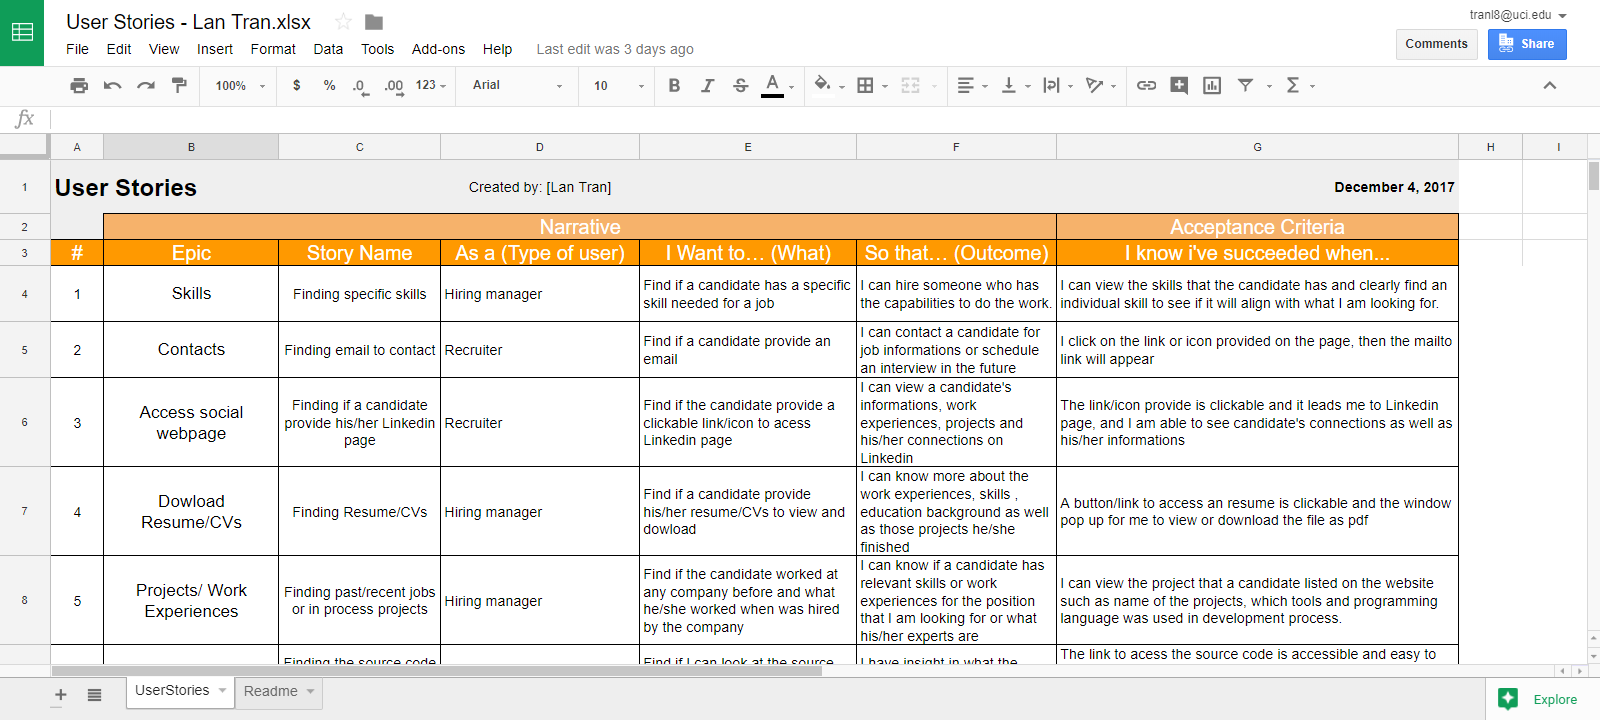 User Stories - Lan Tran.xlsx
tranl8@uci.edu
File Edit View Insert Format Data Tools Add-ons Help Last edit was 3 days ago
Comments
Share
100% $ % .0 .00 123 Arial 10 B I S A Σ
fx
A B C D E F G H I
1 User Stories Created by: [Lan Tran] December 4, 2017
2 Narrative Acceptance Criteria
3 # Epic Story Name As a (Type of user) I Want to... (What) So that... (Outcome) I know i've succeeded when...
4
1
Skills
Finding specific skills
Hiring manager
Find if a candidate has a specific
skill needed for a job
I can hire someone who has
the capabilities to do the work.
I can view the skills that the candidate has and clearly find an
individual skill to see if it will align with what I am looking for.
5
2
Contacts
Finding email to contact
Recruiter
Find if a candidate provide an
email
I can contact a candidate for
job informations or schedule
an interview in the future
I click on the link or icon provided on the page, then the mailto
link will appear
6
3
Access social
webpage
Finding if a candidate
provide his/her Linkedin
page
Recruiter
Find if the candidate provide a
clickable link/icon to acess
Linkedin page
I can view a candidate's
informations, work
experiences, projects and
his/her connections on
Linkedin
The link/icon provide is clickable and it leads me to Linkedin
page, and I am able to see candidate's connections as well as
his/her informations
7
4
Dowload
Resume/CVs
Finding Resume/CVs
Hiring manager
Find if a candidate provide
his/her resume/CVs to view and
dowload
I can know more about the
work experiences, skills ,
education background as well
as those projects he/she
finished
A button/link to access an resume is clickable and the window
pop up for me to view or download the file as pdf
8
5
Projects/ Work
Experiences
Finding past/recent jobs
or in process projects
Hiring manager
Find if the candidate worked at
any company before and what
he/she worked when was hired
by the company
I can know if a candidate has
relevant skills or work
experiences for the position
that I am looking for or what
his/her experts are
I can view the project that a candidate listed on the website
such as name of the projects, which tools and programming
language was used in development process.
Finding the source code
Find if I can look at the source
I have insight in what the
The link to acess the source code is accessible and easy to
UserStories
Readme
Explore